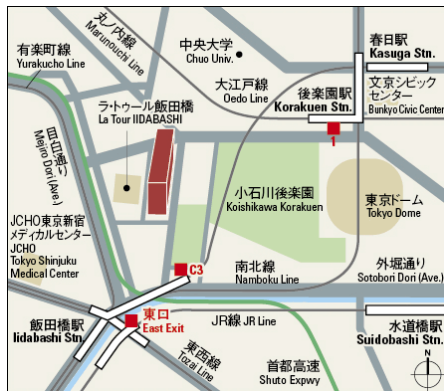 有楽町線
Yurakucho Line
丸ノ内線
Marunouchi Line
中央大学
Chuo Univ.
春日駅
Kasuga Stn.
大江戸線
Oedo Line
後楽園駅
Korakuen Stn.
文京シビック
センター
Bunkyo Civic Center
ラ・トゥール飯田橋
La Tour IIDABASHI
1
目白通り
Mejiro Dori (Ave.)
小石川後楽園
Koishikawa Korakuen
東京ドーム
Tokyo Dome
JCHO東京新宿
メディカルセンター
JCHO
Tokyo Shinjuku
Medical Center
C3
南北線
Namboku Line
外堀通り
Sotobori Dori (Ave.)
飯田橋駅
Iidabashi Stn.
東口
East Exit
JR線 JR Line
水道橋駅
Suidobashi Stn.
東西線
Tozai Line
首都高速
Shuto Expwy
N